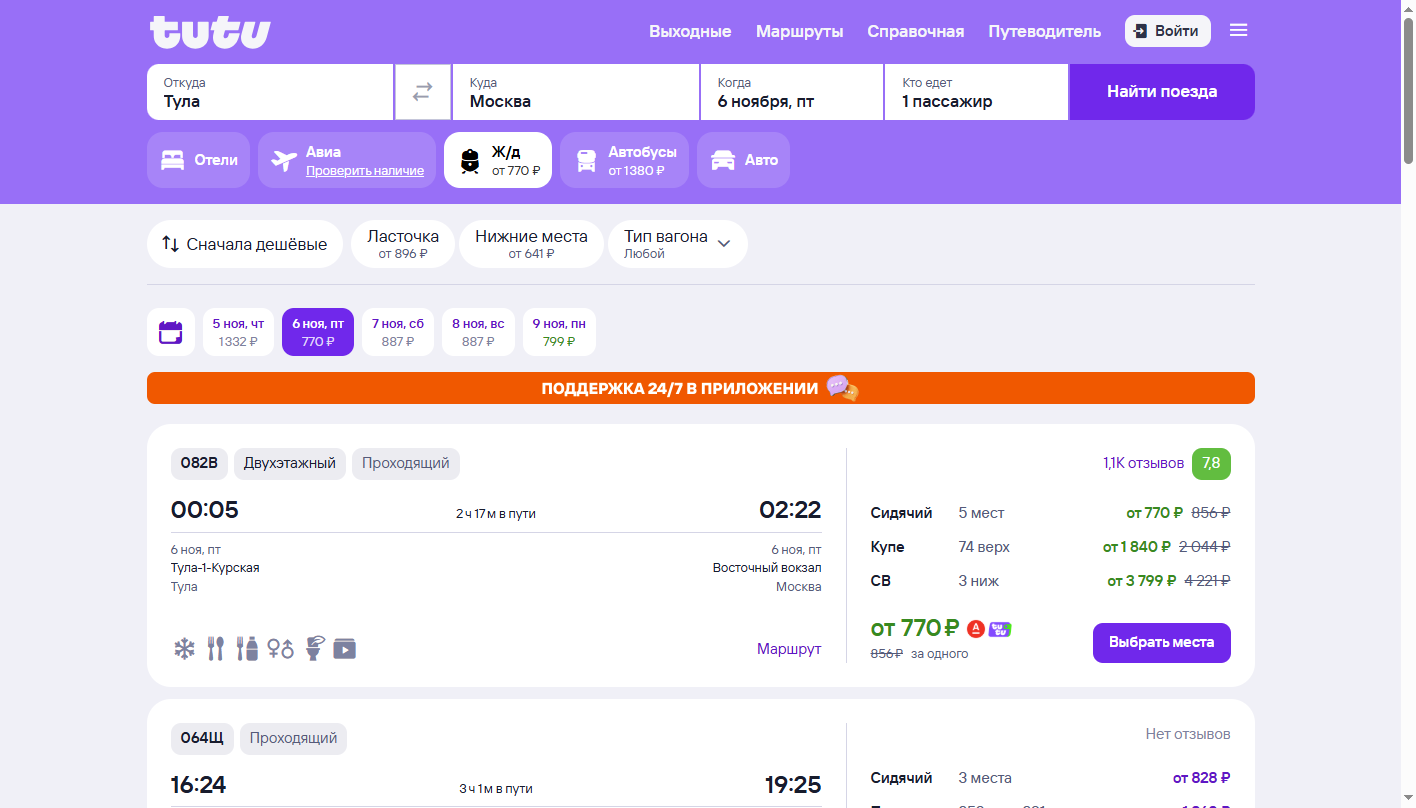 tutu
Выходные
Маршруты
Справочная
Путеводитель
Войти
Откуда
Тула
Куда
Москва
Когда
6 ноября, пт
Кто едет
1 пассажир
Найти поезда
Отели
Авиа
Проверить наличие
Ж/д
от 770 ₽
Автобусы
от 1380 ₽
Авто
Сначала дешёвые
Ласточка
от 896 ₽
Нижние места
от 641 ₽
Тип вагона
Любой
5 ноя, чт
1332 ₽
6 ноя, пт
770 ₽
7 ноя, сб
887 ₽
8 ноя, вс
887 ₽
9 ноя, пн
799 ₽
ПОДДЕРЖКА 24/7 В ПРИЛОЖЕНИИ
082В
Двухэтажный
Проходящий
1,1К отзывов
7,8
00:05
2 ч 17 м в пути
02:22
6 ноя, пт
6 ноя, пт
Тула-1-Курская
Восточный вокзал
Тула
Москва
Сидячий
5 мест
от 770 ₽
856 ₽
Купе
74 верх
от 1 840 ₽
2 044 ₽
СВ
3 ниж
от 3 799 ₽
4 221 ₽
Маршрут
от 770 ₽
А
tutu
856 ₽
за одного
Выбрать места
064Щ
Проходящий
Нет отзывов
16:24
3 ч 1 м в пути
19:25
Сидячий
3 места
от 828 ₽